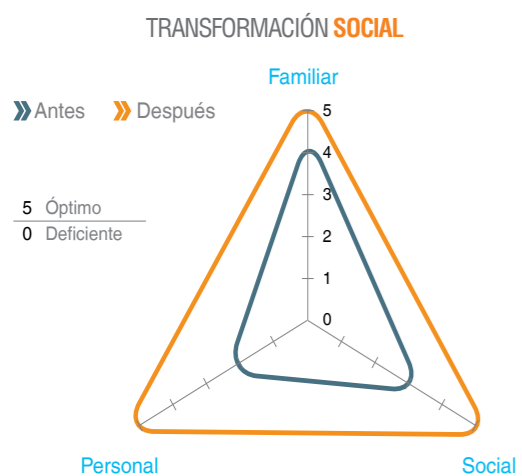 TRANSFORMACIÓN SOCIAL
Familiar
Antes
Después
5
4
3
2
1
0
5 Óptimo
0 Deficiente
Personal
Social